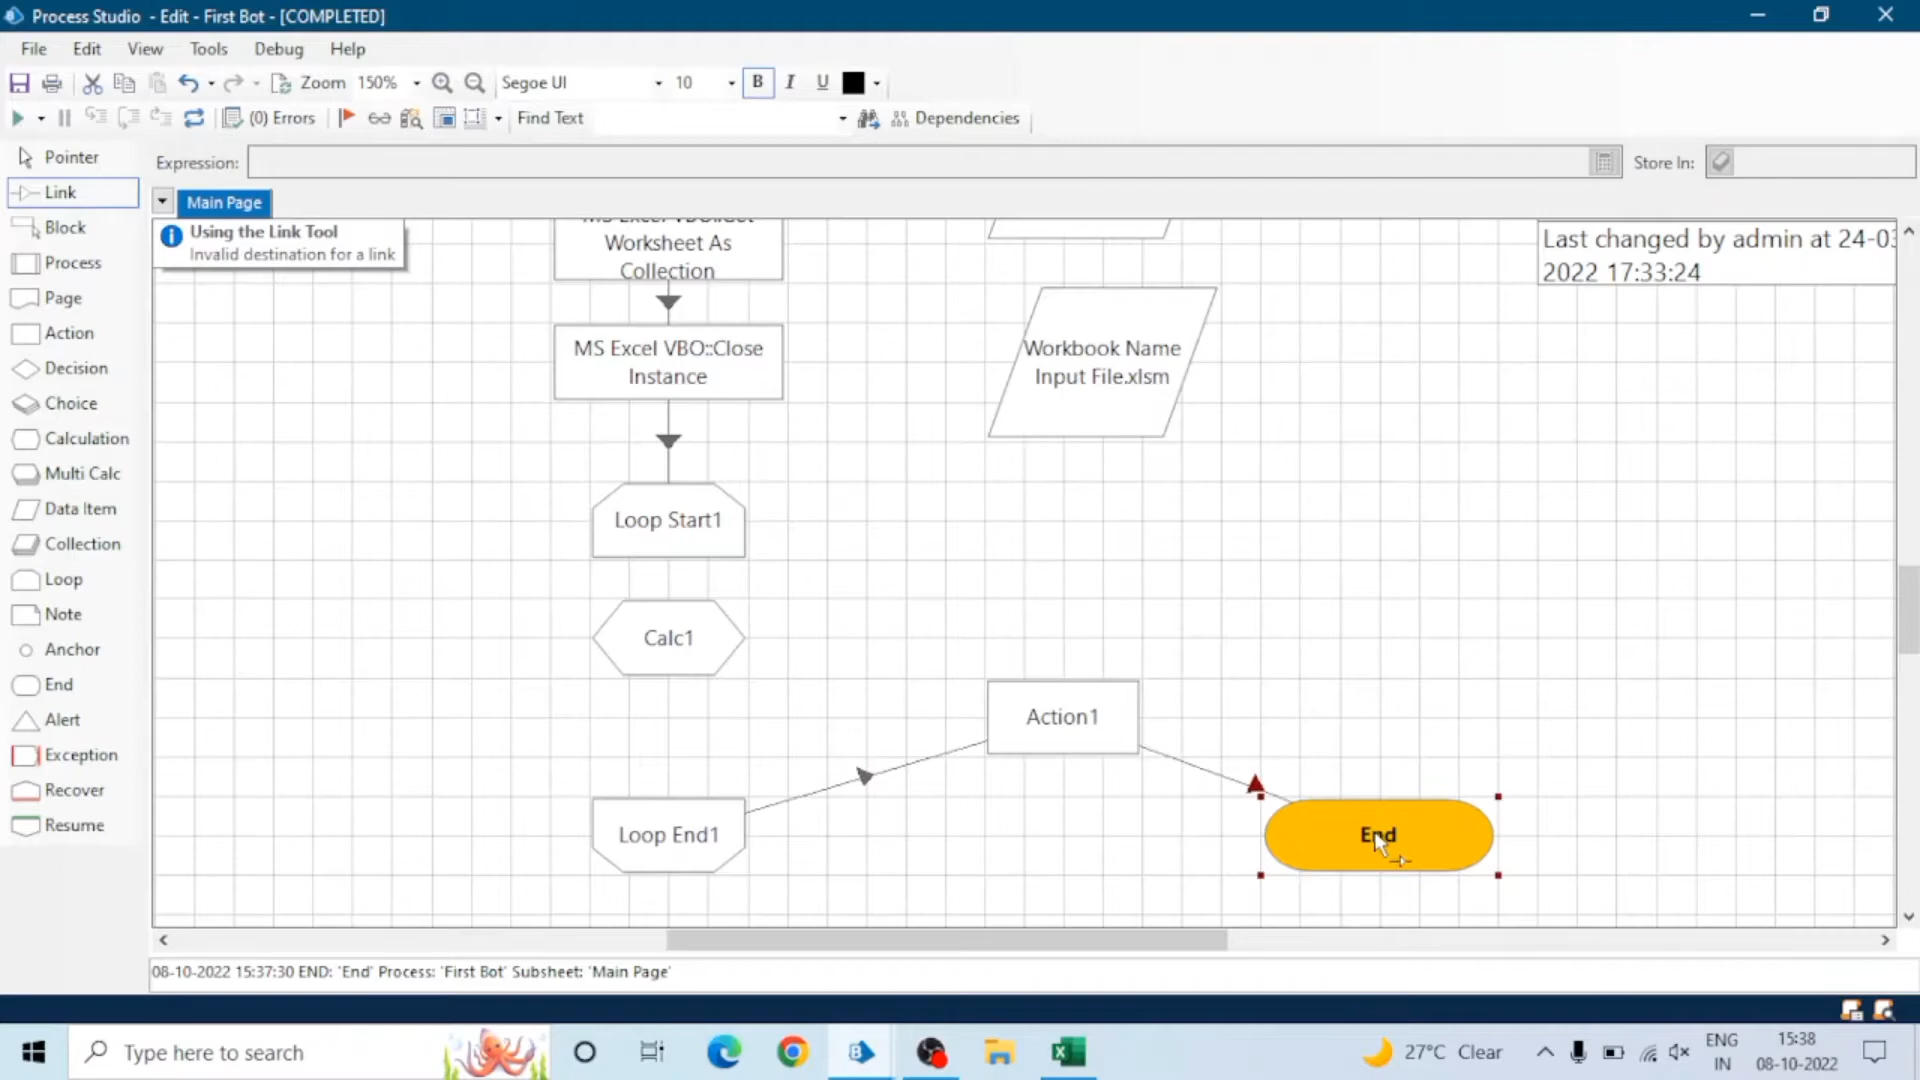 Process Studio - Edit - First Bot - [COMPLETED]
File Edit View Tools Debug Help
Zoom 150% Segoe UI 10 B I U
(0) Errors Find Text Dependencies
Pointer
Link
Block
Process
Page
Action
Decision
Choice
Calculation
Multi Calc
Data Item
Collection
Loop
Note
Anchor
End
Alert
Exception
Recover
Resume
Expression: Store In:
Main Page
Using the Link Tool
Invalid destination for a link
MS Excel VBO::Get
Worksheet As
Collection
Last changed by admin at 24-03
2022 17:33:24
MS Excel VBO::Close
Instance
Workbook Name
Input File.xlsm
Loop Start1
Calc1
Action1
Loop End1
End
08-10-2022 15:37:30 END: 'End' Process: 'First Bot' Subsheet: 'Main Page'
Type here to search
27°C Clear
ENG
IN
15:38
08-10-2022